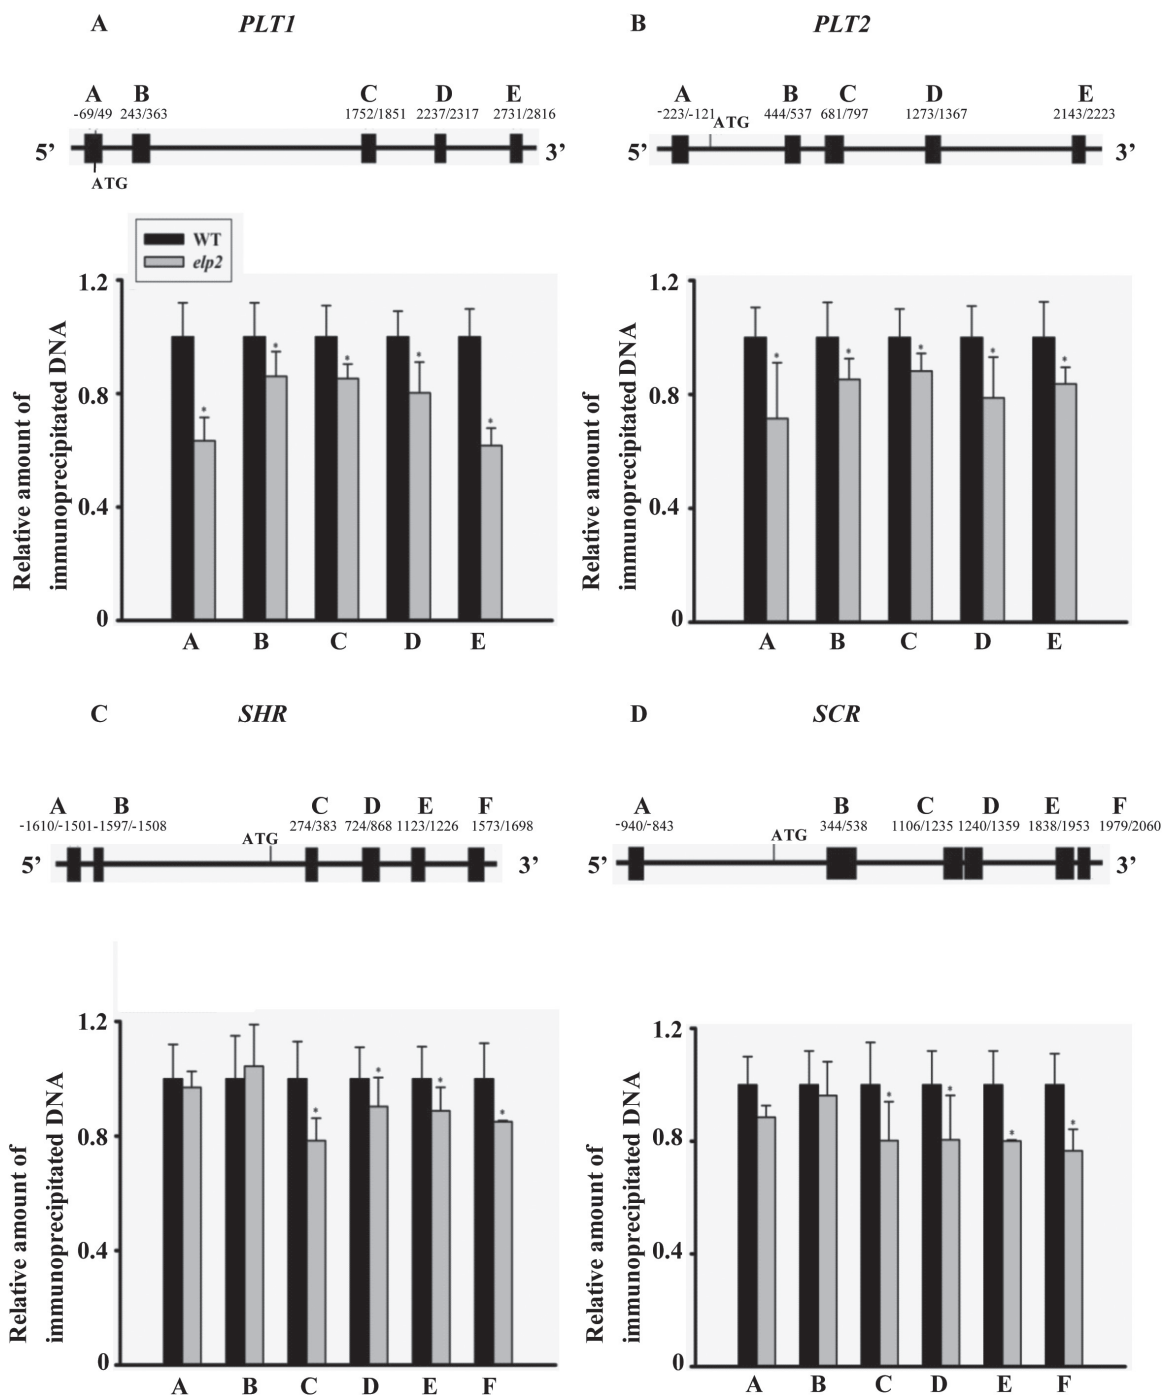 A PLT1
A B C D E
-69/49 243/363 1752/1851 2237/2317 2731/2816
5’ 3’
ATG
WT
elp2
Relative amount of
immunoprecipitated DNA
1.2
0.8
0.4
0
* * * * *
A B C D E
B PLT2
A B C D E
-223/-121 444/537 681/797 1273/1367 2143/2223
ATG
5’ 3’
Relative amount of
immunoprecipitated DNA
1.2
0.8
0.4
0
* * * * *
A B C D E
C SHR
A B C D E F
-1610/-1501 -1597/-1508 274/383 724/868 1123/1226 1573/1698
ATG
5’ 3’
Relative amount of
immunoprecipitated DNA
1.2
0.8
0.4
0
* * * *
A B C D E F
D SCR
A B C D E F
-940/-843 344/538 1106/1235 1240/1359 1838/1953 1979/2060
ATG
5’ 3’
Relative amount of
immunoprecipitated DNA
1.2
0.8
0.4
0
* * * *
A B C D E F